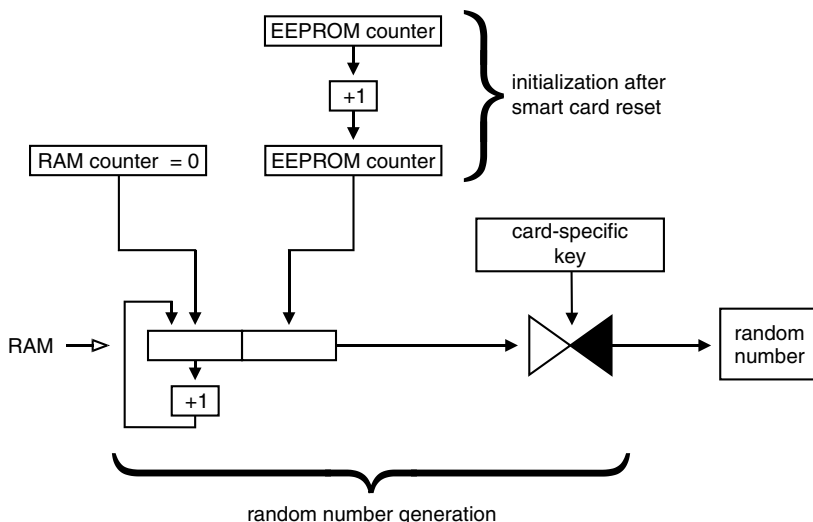 EEPROM counter
+1
initialization after
smart card reset
RAM counter = 0
EEPROM counter
card-specific
key
RAM
random
number
+1
random number generation